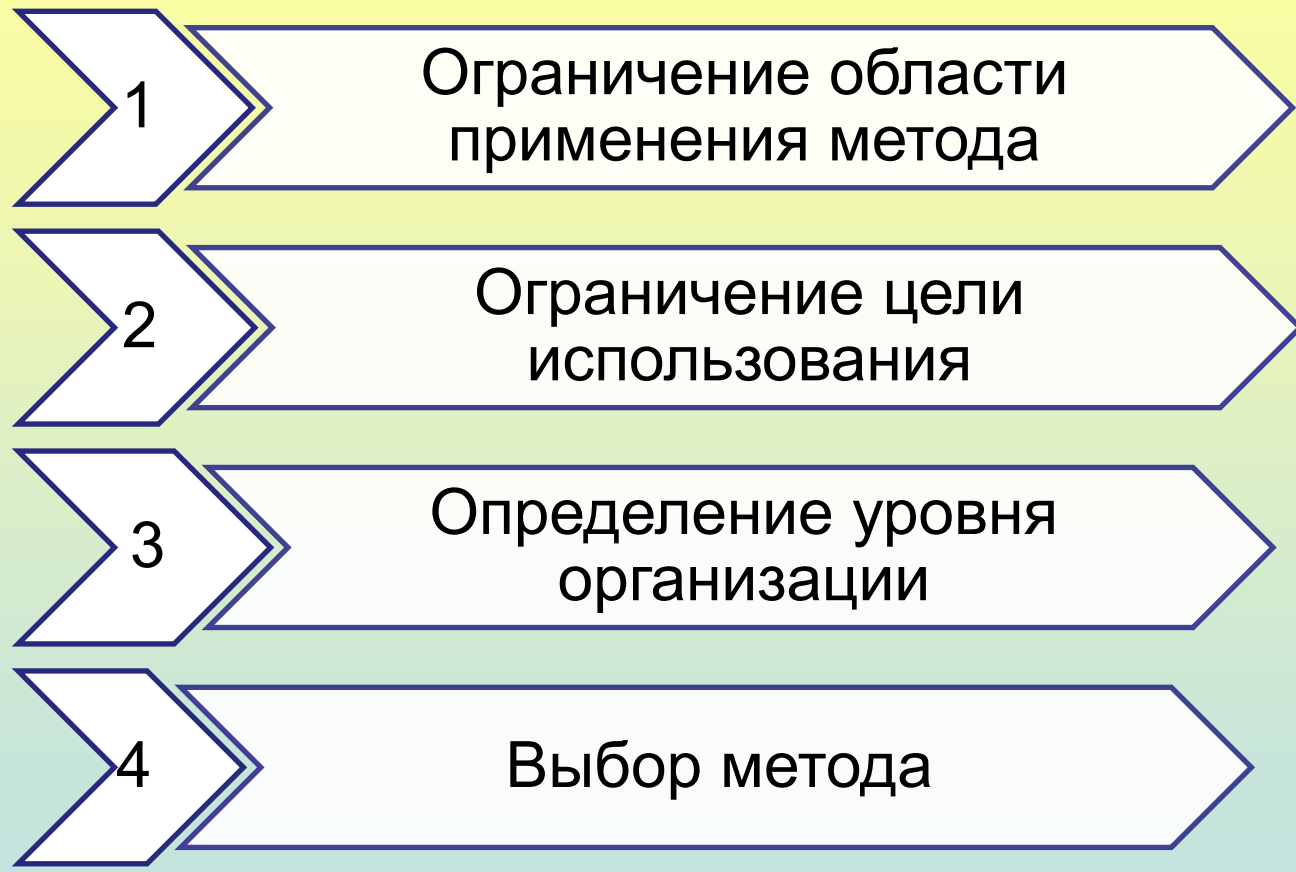 1
Ограничение области
применения метода
2
Ограничение цели
использования
3
Определение уровня
организации
4
Выбор метода